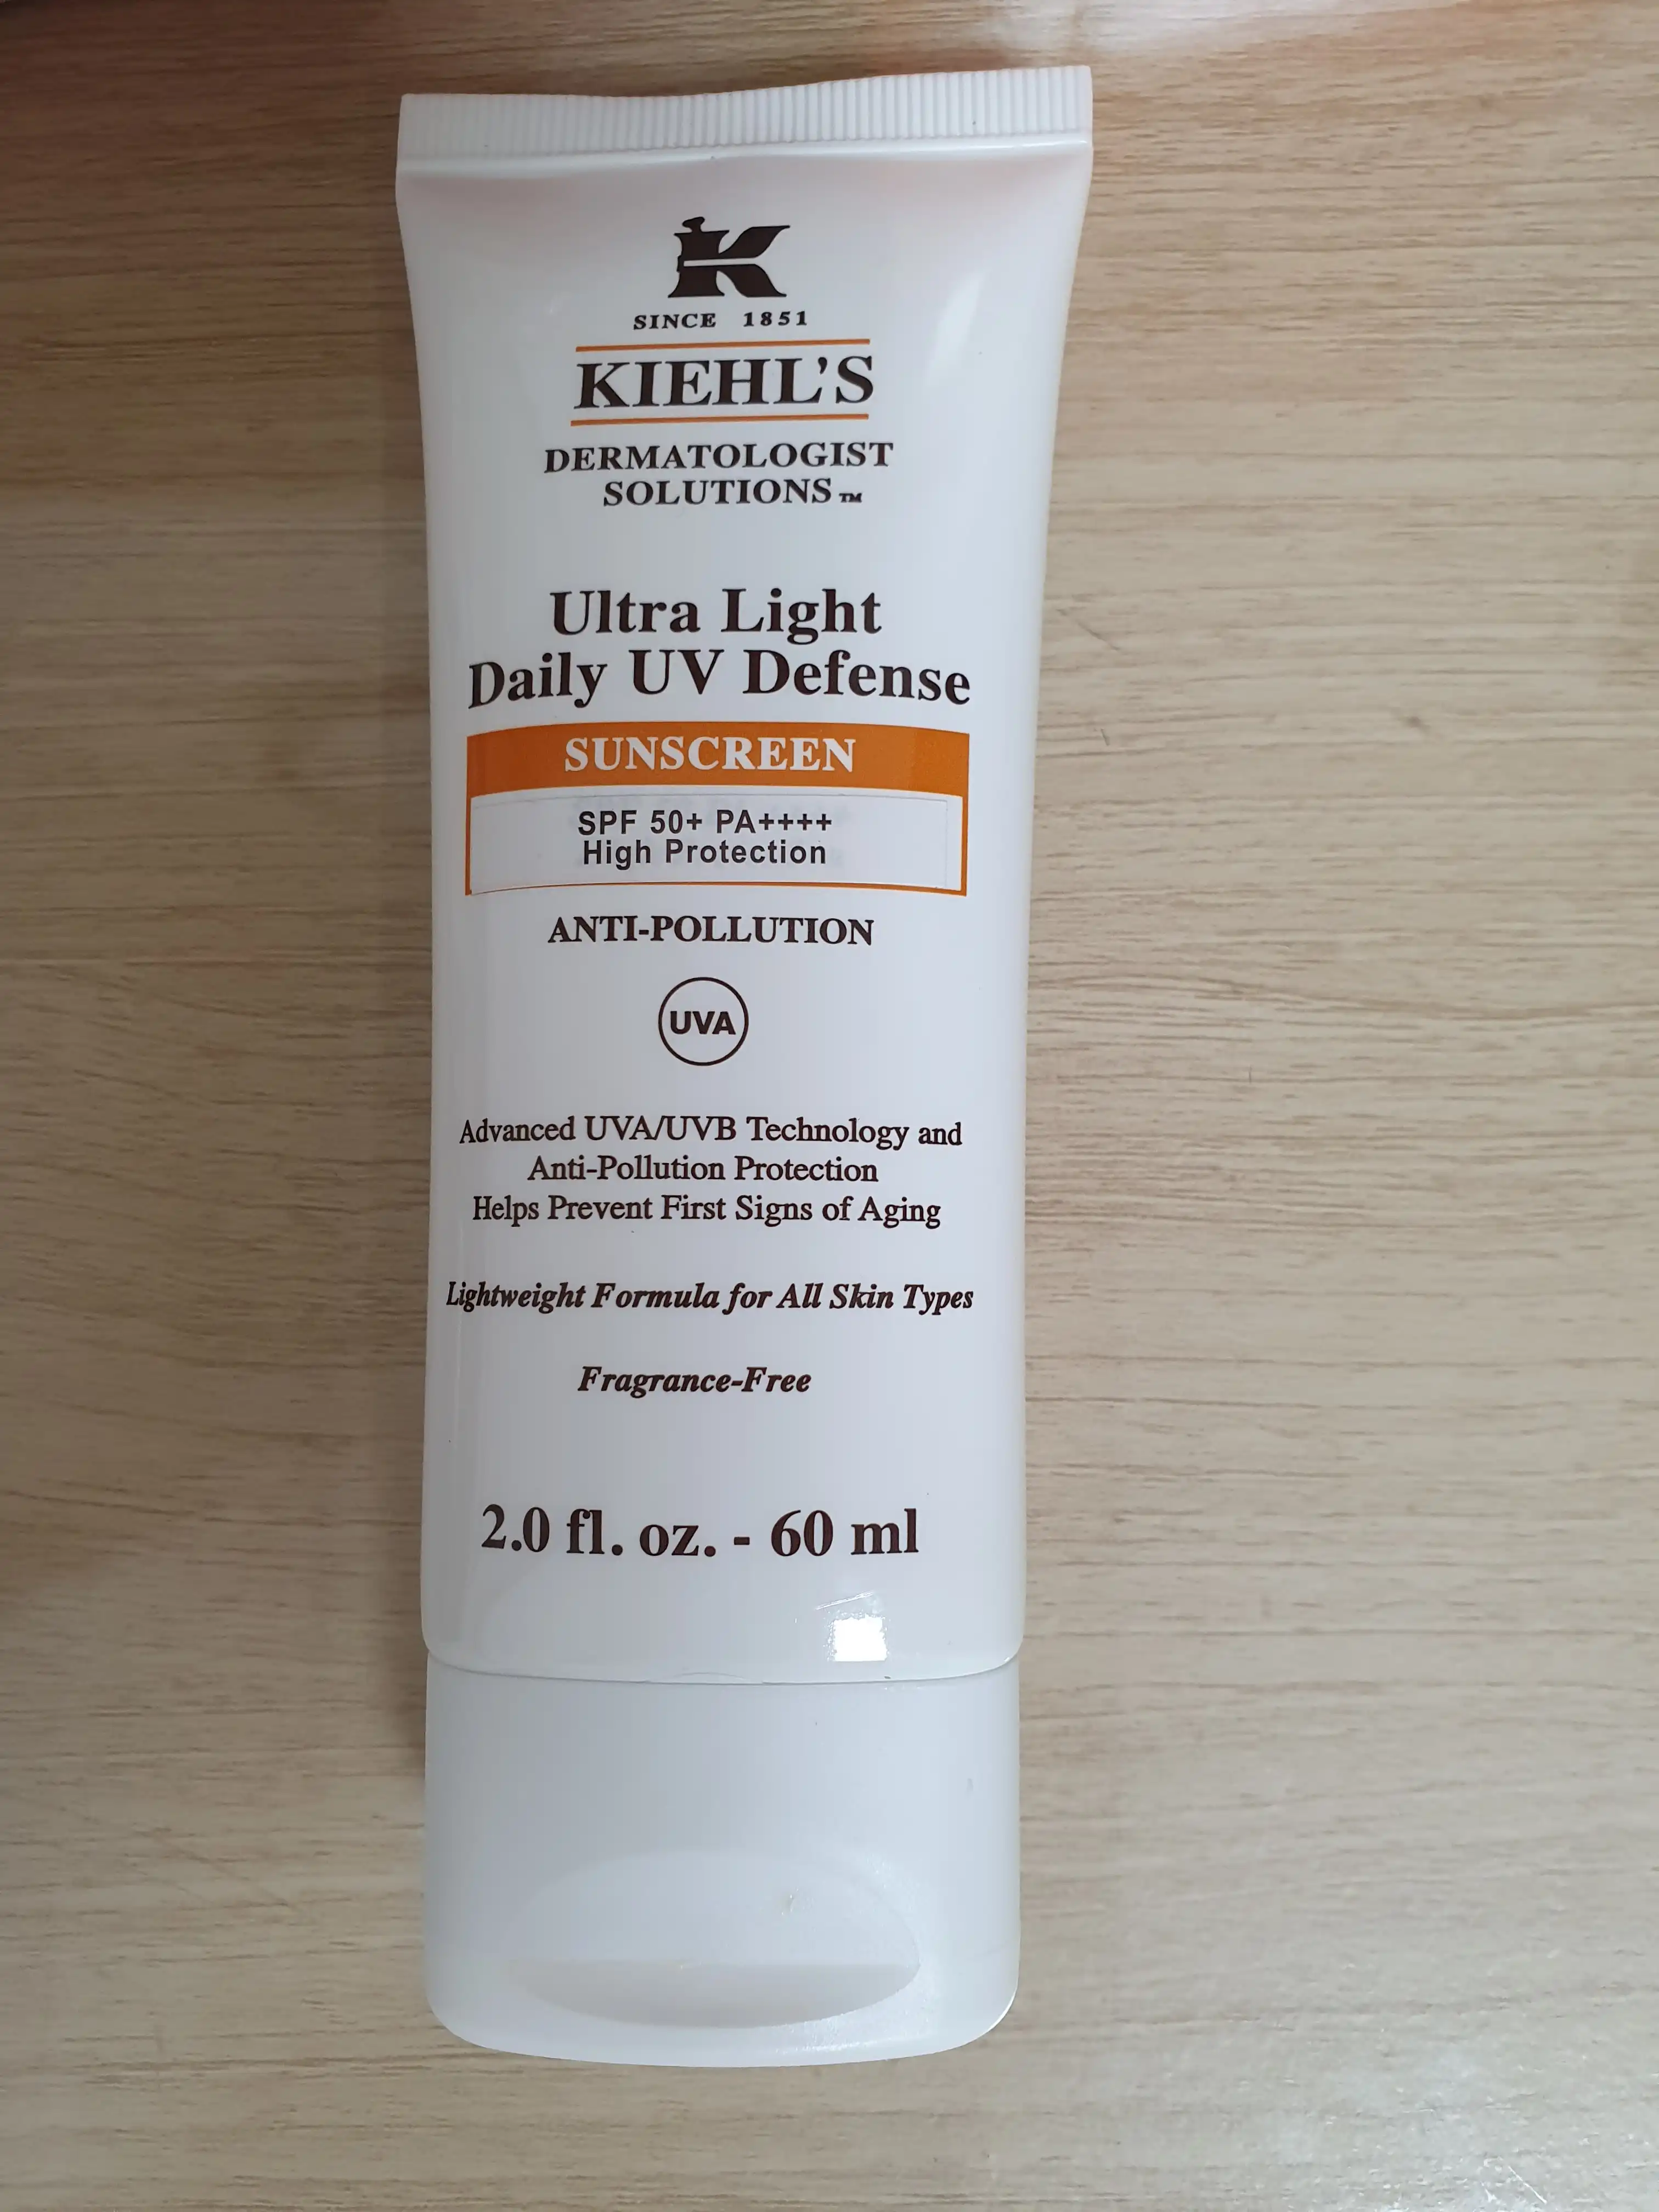 K
SINCE 1851
KIEHL'S
DERMATOLOGIST
SOLUTIONS™
Ultra Light
Daily UV Defense
SUNSCREEN
SPF 50+ PA++++
High Protection
ANTI-POLLUTION
UVA
Advanced UVA/UVB Technology and
Anti-Pollution Protection
Helps Prevent First Signs of Aging
Lightweight Formula for All Skin Types
Fragrance-Free
2.0 fl. oz. - 60 ml